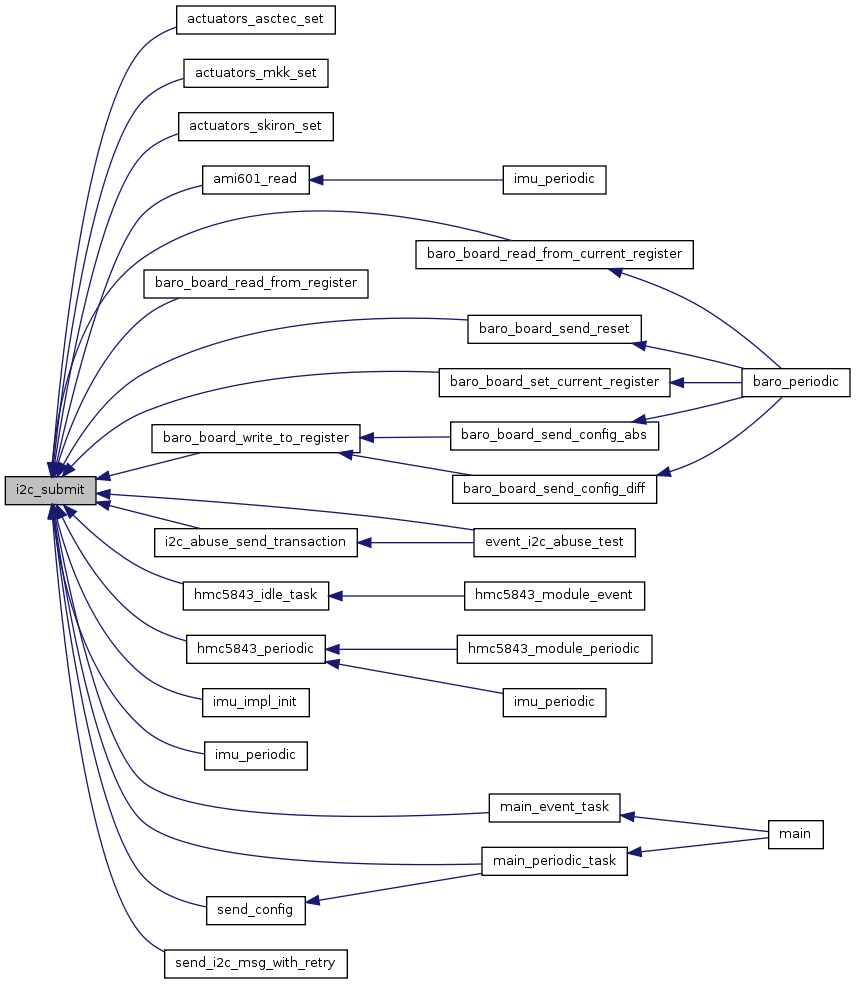 actuators_asctec_set
actuators_mkk_set
actuators_skiron_set
ami601_read
imu_periodic
baro_board_read_from_current_register
baro_board_read_from_register
baro_board_send_reset
baro_board_set_current_register
baro_periodic
baro_board_write_to_register
baro_board_send_config_abs
i2c_submit
baro_board_send_config_diff
i2c_abuse_send_transaction
event_i2c_abuse_test
hmc5843_idle_task
hmc5843_module_event
hmc5843_periodic
hmc5843_module_periodic
imu_impl_init
imu_periodic
imu_periodic
main_event_task
main
main_periodic_task
send_config
send_i2c_msg_with_retry